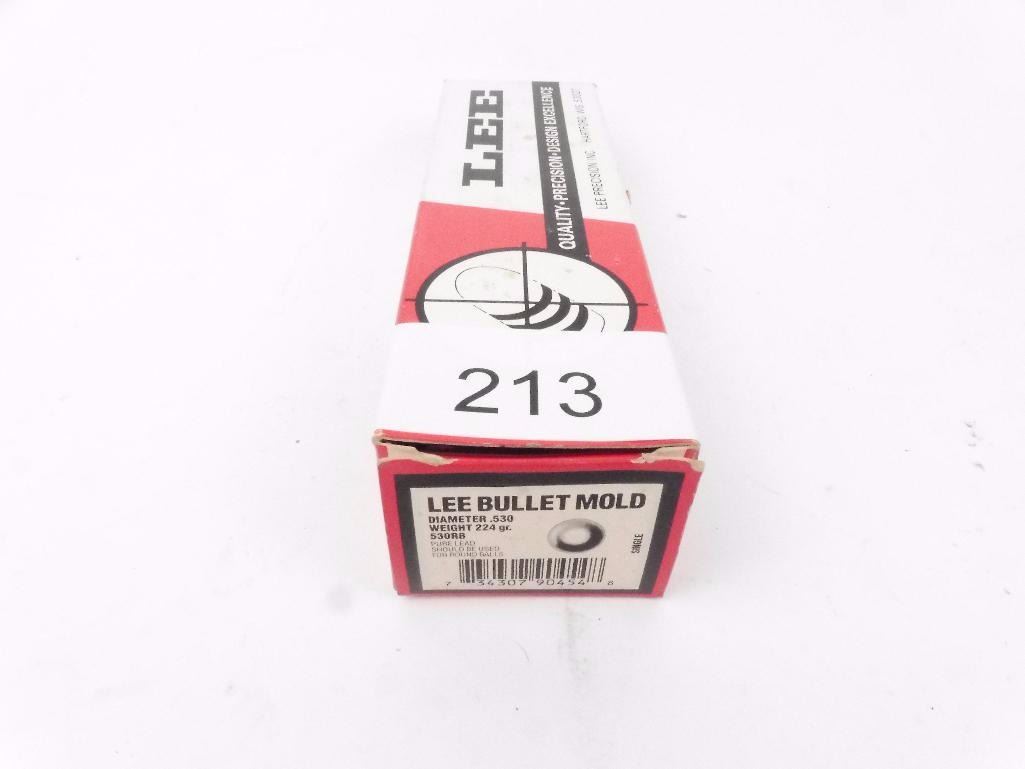 LEE
QUALITY•PRECISION•DESIGN EXCELLENCE
LEE PRECISION INC. HARTFORD WIS 53027
213
LEE BULLET MOLD
DIAMETER .530
WEIGHT 224 gr.
530RB
PURE LEAD
SHOULD BE USED
FOR ROUND BALLS
SINGLE
7 34307 90454 8